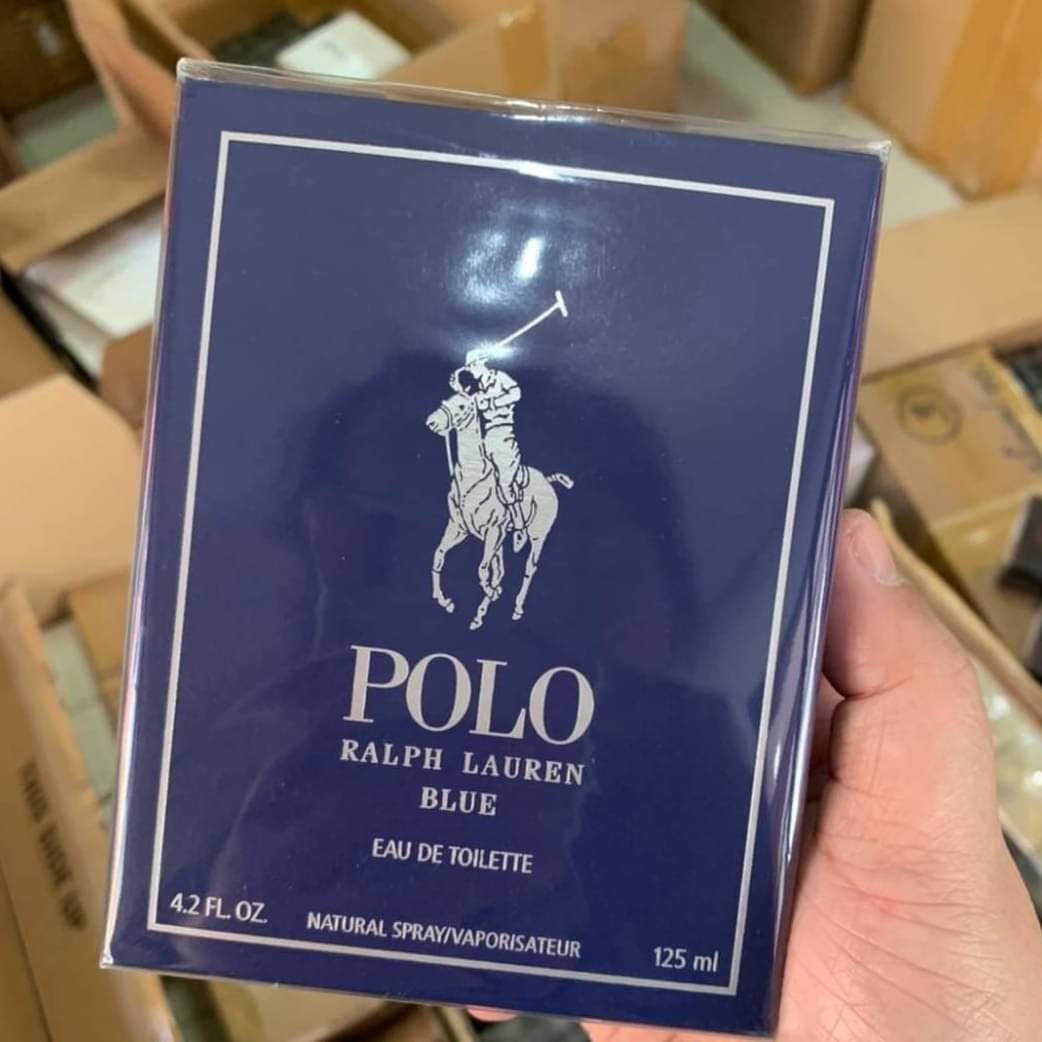 POLO
RALPH LAUREN
BLUE
EAU DE TOILETTE
4.2 FL. OZ.
NATURAL SPRAY/VAPORISATEUR
125 ml